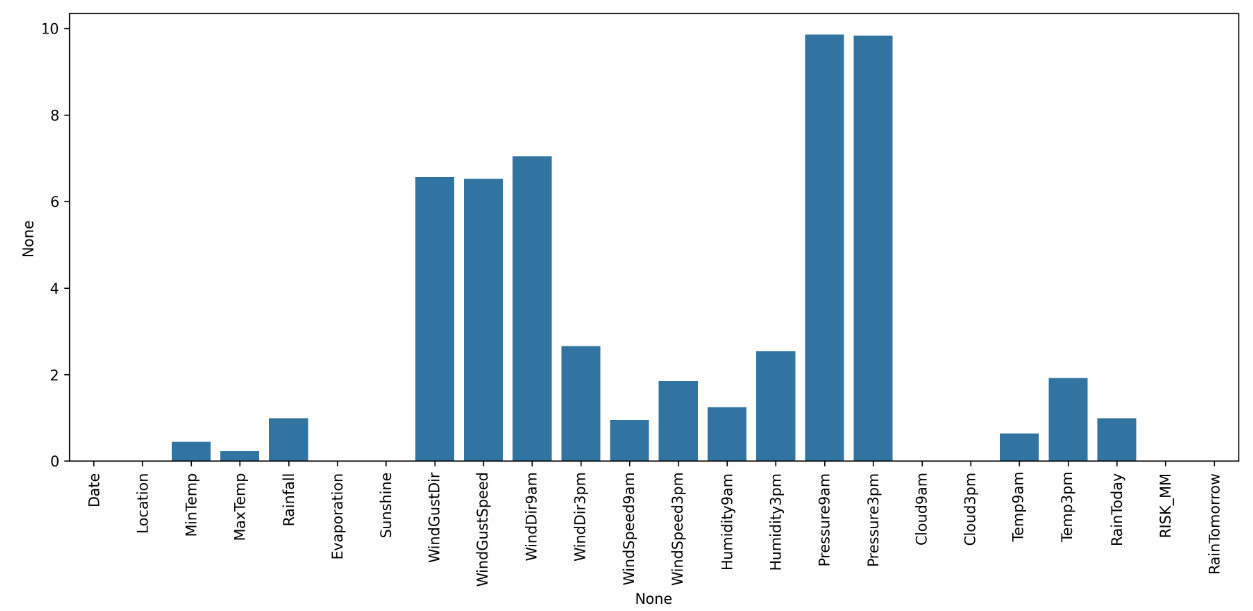 10
8
6
4
2
0
None
Date
Location
MinTemp
MaxTemp
Rainfall
Evaporation
Sunshine
WindGustDir
WindGustSpeed
WindDir9am
WindDir3pm
WindSpeed9am
WindSpeed3pm
Humidity9am
Humidity3pm
Pressure9am
Pressure3pm
Cloud9am
Cloud3pm
Temp9am
Temp3pm
RainToday
RISK_MM
RainTomorrow
None